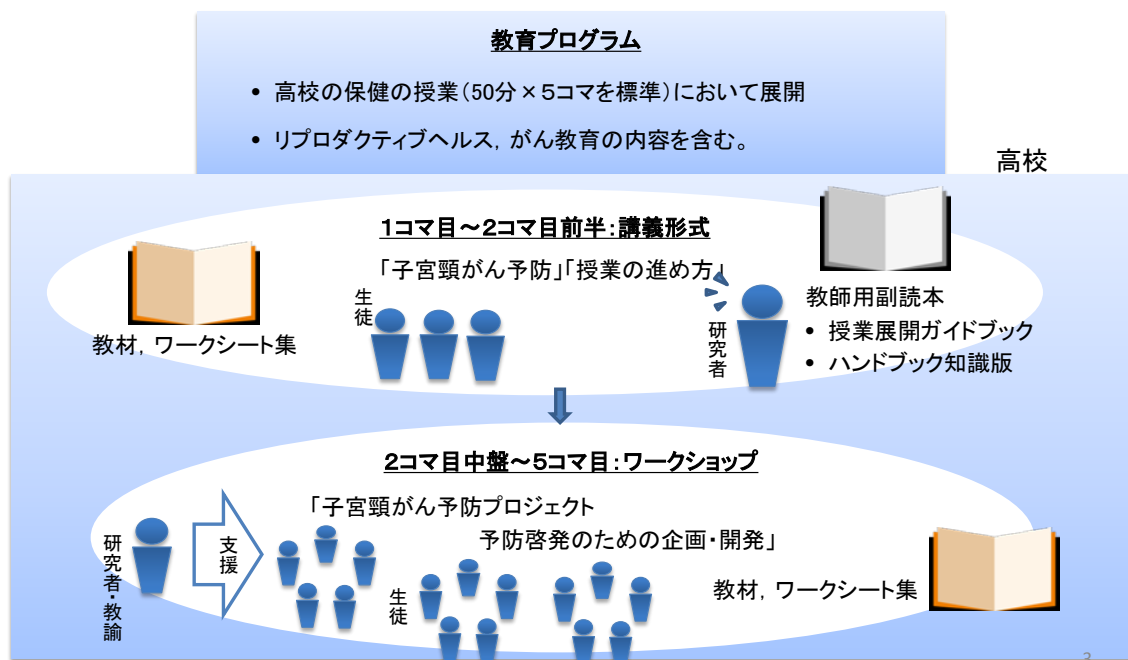 教育プログラム
• 高校の保健の授業(50分×5コマを標準)において展開
• リプロダクティブヘルス, がん教育の内容を含む。
高校
1コマ目~2コマ目前半:講義形式
「子宮頸がん予防」「授業の進め方」
生徒
研究者
教材, ワークシート集
教師用副読本
• 授業展開ガイドブック
• ハンドブック知識版
2コマ目中盤~5コマ目:ワークショップ
「子宮頸がん予防プロジェクト
予防啓発のための企画・開発」
研究者・教諭
支援
生徒
教材, ワークシート集
3